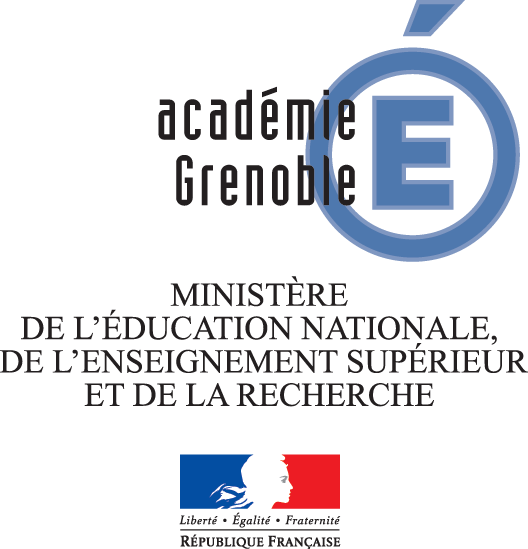 académie
Grenoble
É
MINISTÈRE
DE L’ÉDUCATION NATIONALE,
DE L’ENSEIGNEMENT SUPÉRIEUR
ET DE LA RECHERCHE
Liberté • Égalité • Fraternité
RÉPUBLIQUE FRANÇAISE